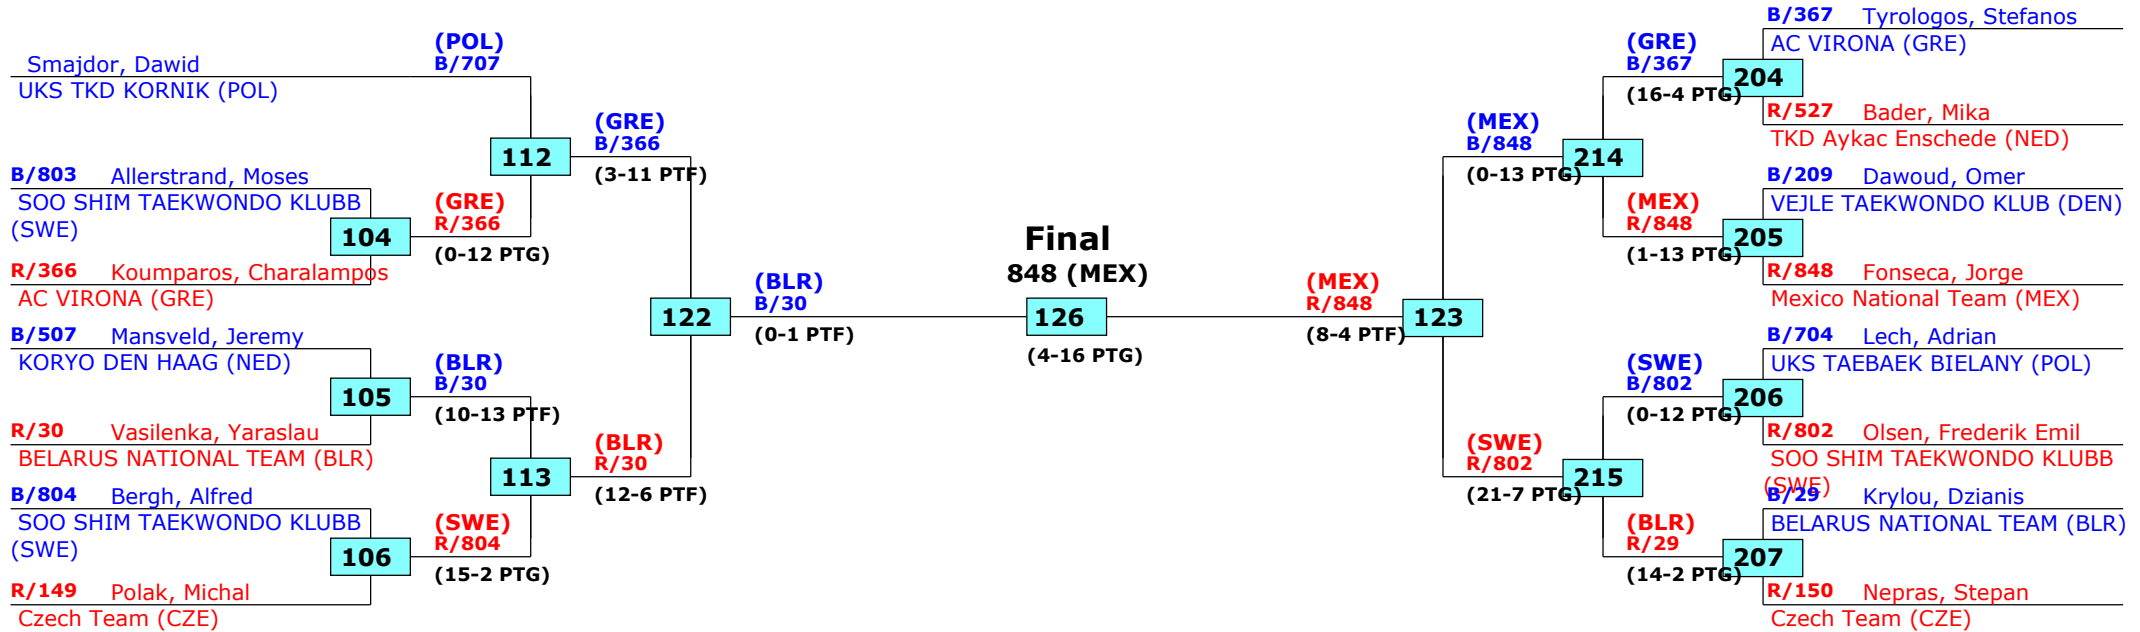 Smajdor, Dawid
UKS TKD KORNIK (POL)
B/803 Allerstrand, Moses
SOO SHIM TAEKWONDO KLUBB
(SWE)
R/366 Koumparos, Charalampos
AC VIRONA (GRE)
B/507 Mansveld, Jeremy
KORYO DEN HAAG (NED)
R/30 Vasilenka, Yaraslau
BELARUS NATIONAL TEAM (BLR)
B/804 Bergh, Alfred
SOO SHIM TAEKWONDO KLUBB
(SWE)
R/149 Polak, Michal
Czech Team (CZE)
104
105
106
(POL)
B/707
(GRE)
R/366
(0-12 PTG)
(BLR)
B/30
(10-13 PTF)
(SWE)
R/804
(15-2 PTG)
112
113
(GRE)
B/366
(3-11 PTF)
(BLR)
R/30
(12-6 PTF)
122
(BLR)
B/30
(0-1 PTF)
Final
848 (MEX)
126
(4-16 PTG)
(MEX)
R/848
(8-4 PTF)
123
(MEX)
B/848
(0-13 PTG)
(SWE)
R/802
(21-7 PTG)
214
215
(GRE)
B/367
(16-4 PTG)
(MEX)
R/848
(1-13 PTG)
(SWE)
B/802
(0-12 PTG)
(BLR)
R/29
(14-2 PTG)
204
205
206
207
B/367 Tyrologos, Stefanos
AC VIRONA (GRE)
R/527 Bader, Mika
TKD Aykac Enschede (NED)
B/209 Dawoud, Omer
VEJLE TAEKWONDO KLUB (DEN)
R/848 Fonseca, Jorge
Mexico National Team (MEX)
B/704 Lech, Adrian
UKS TAEBAEK BIELANY (POL)
R/802 Olsen, Frederik Emil
SOO SHIM TAEKWONDO KLUBB
(SWE)
B/29 Krylou, Dzianis
BELARUS NATIONAL TEAM (BLR)
R/150 Nepras, Stepan
Czech Team (CZE)